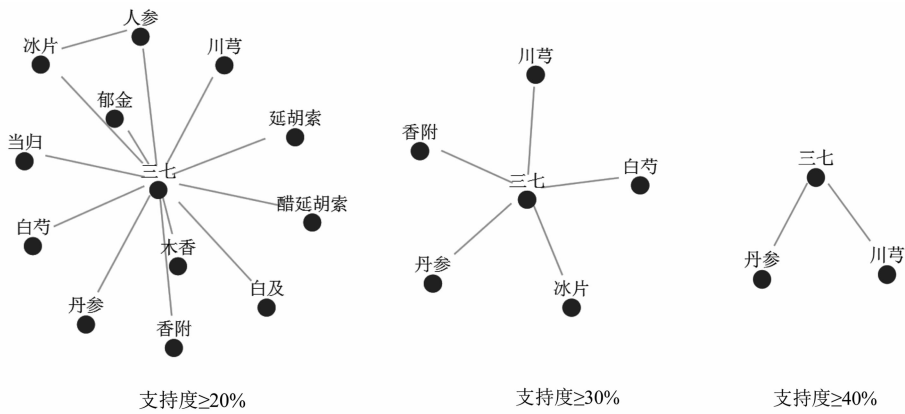 人参
冰片
川芎
郁金
延胡索
当归
三七
醋延胡索
白芍
木香
白及
丹参
香附
支持度≥20%
川芎
香附
三七
白芍
丹参
冰片
支持度≥30%
三七
丹参
川芎
支持度≥40%